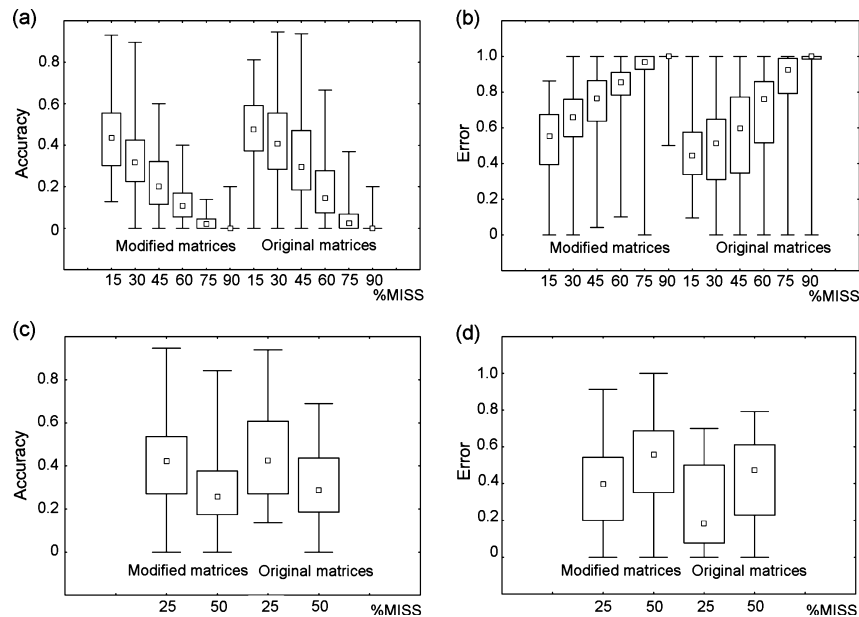 (a)
Accuracy
0.8
0.6
0.4
0.2
0
Modified matrices Original matrices
15 30 45 60 75 90 15 30 45 60 75 90
%MISS
(b)
Error
1.0
0.8
0.6
0.4
0.2
0
Modified matrices Original matrices
15 30 45 60 75 90 15 30 45 60 75 90
%MISS
(c)
Accuracy
0.8
0.6
0.4
0.2
0
Modified matrices Original matrices
25 50 25 50 %MISS
(d)
Error
1.0
0.8
0.6
0.4
0.2
0
Modified matrices Original matrices
25 50 25 50 %MISS